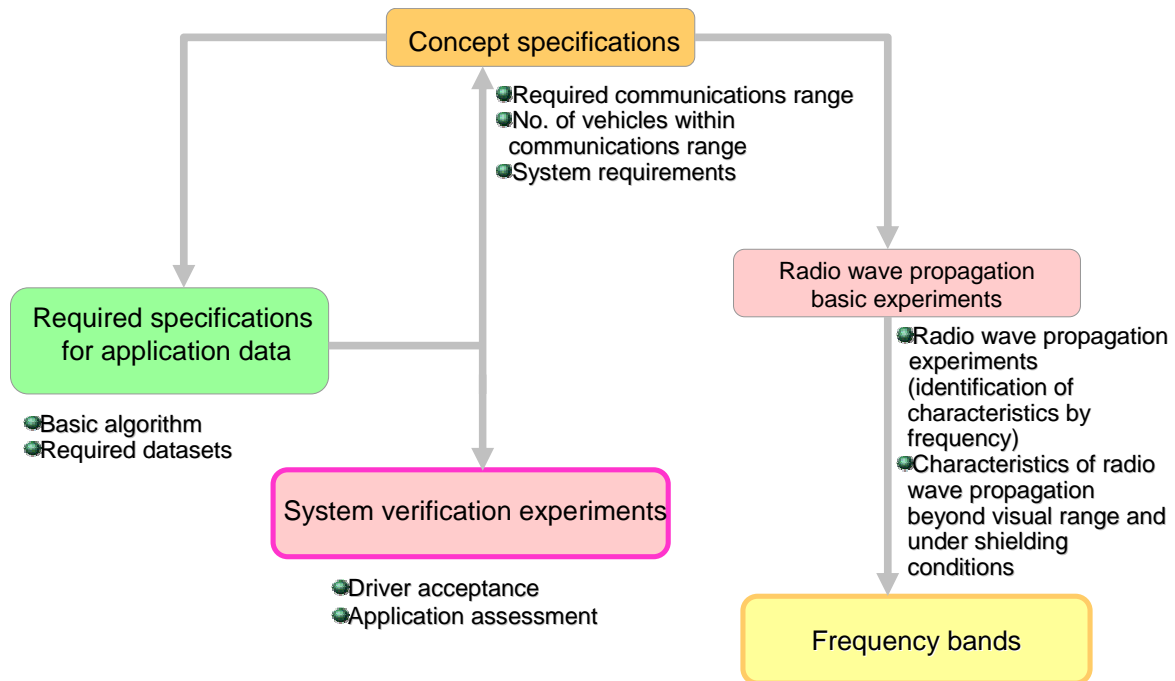 Concept specifications
Required communications range
No. of vehicles within
communications range
System requirements
Radio wave propagation
basic experiments
Required specifications
for application data
Radio wave propagation
experiments
(identification of
characteristics by
frequency)
Characteristics of radio
wave propagation
beyond visual range and
under shielding
conditions
Basic algorithm
Required datasets
System verification experiments
Driver acceptance
Application assessment
Frequency bands